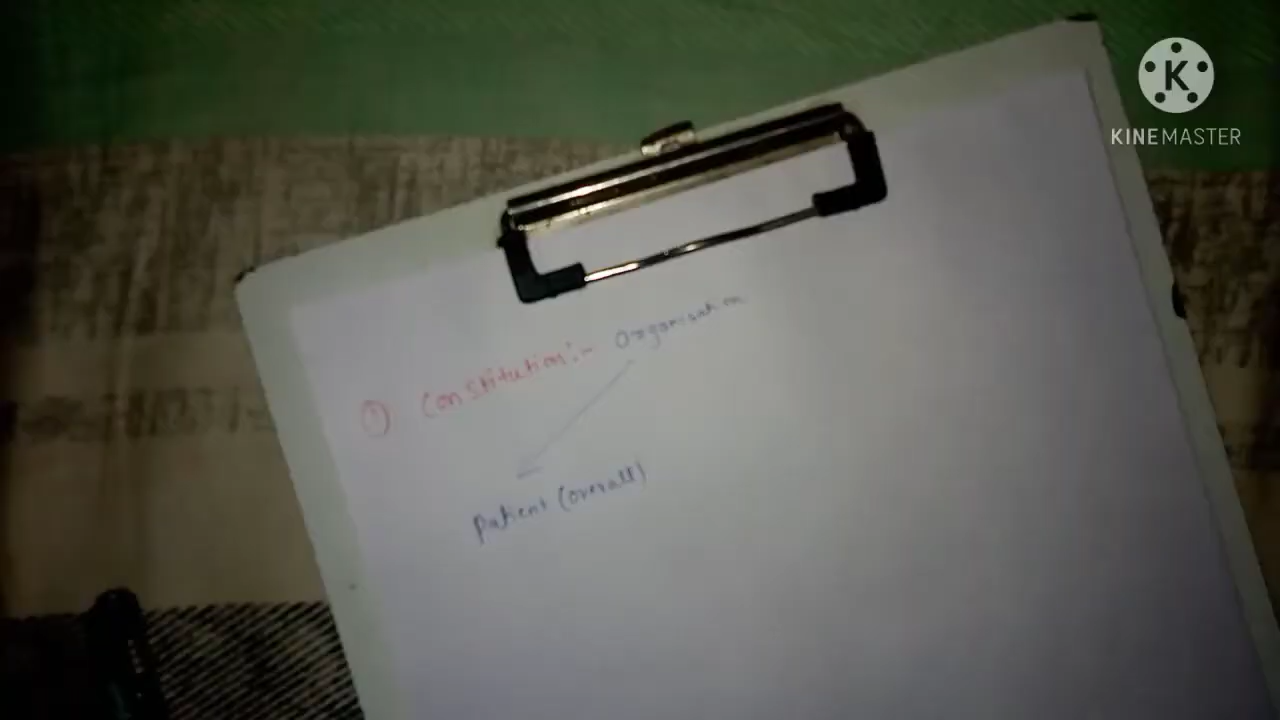 K
KINEMASTER
① Constitution:- Organisation
Patient (overall)